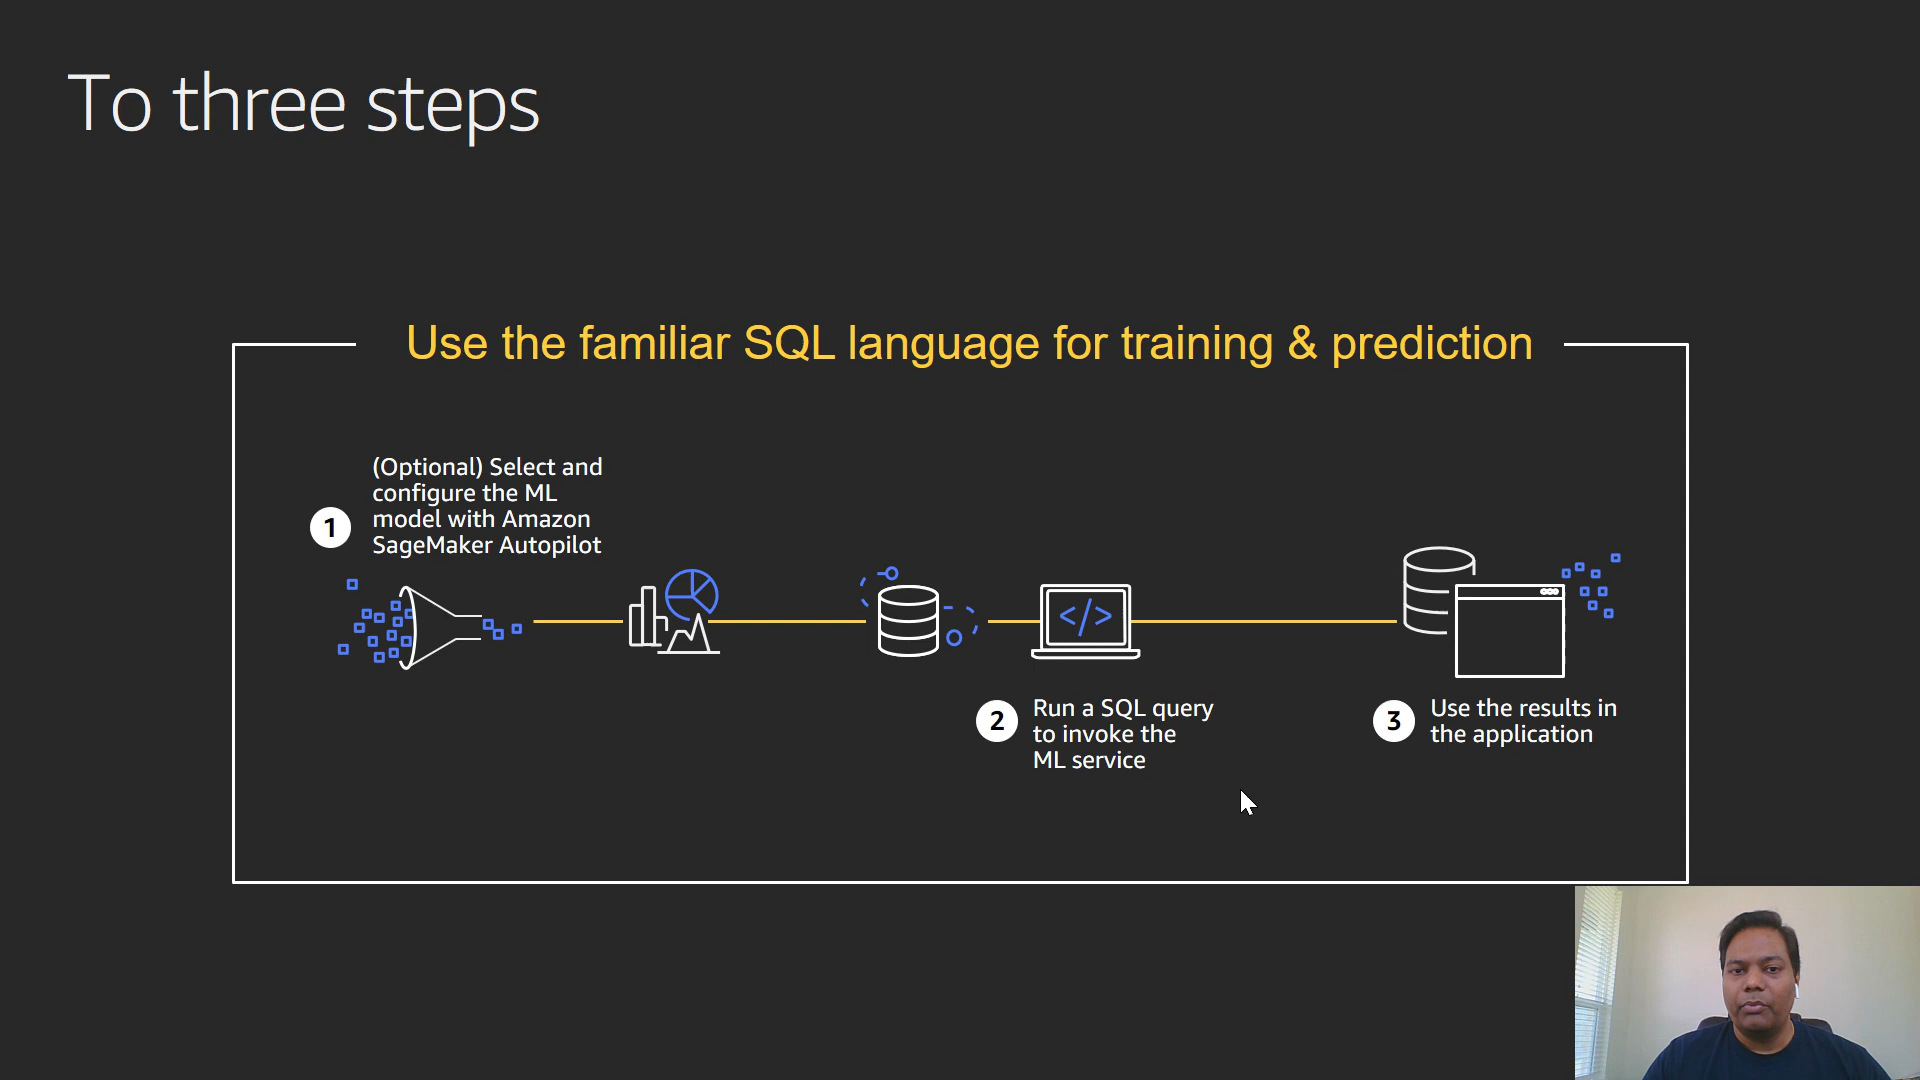 To three steps
Use the familiar SQL language for training & prediction
(Optional) Select and
configure the ML
model with Amazon
SageMaker Autopilot
1
</>
2
Run a SQL query
to invoke the
ML service
3
Use the results in
the application